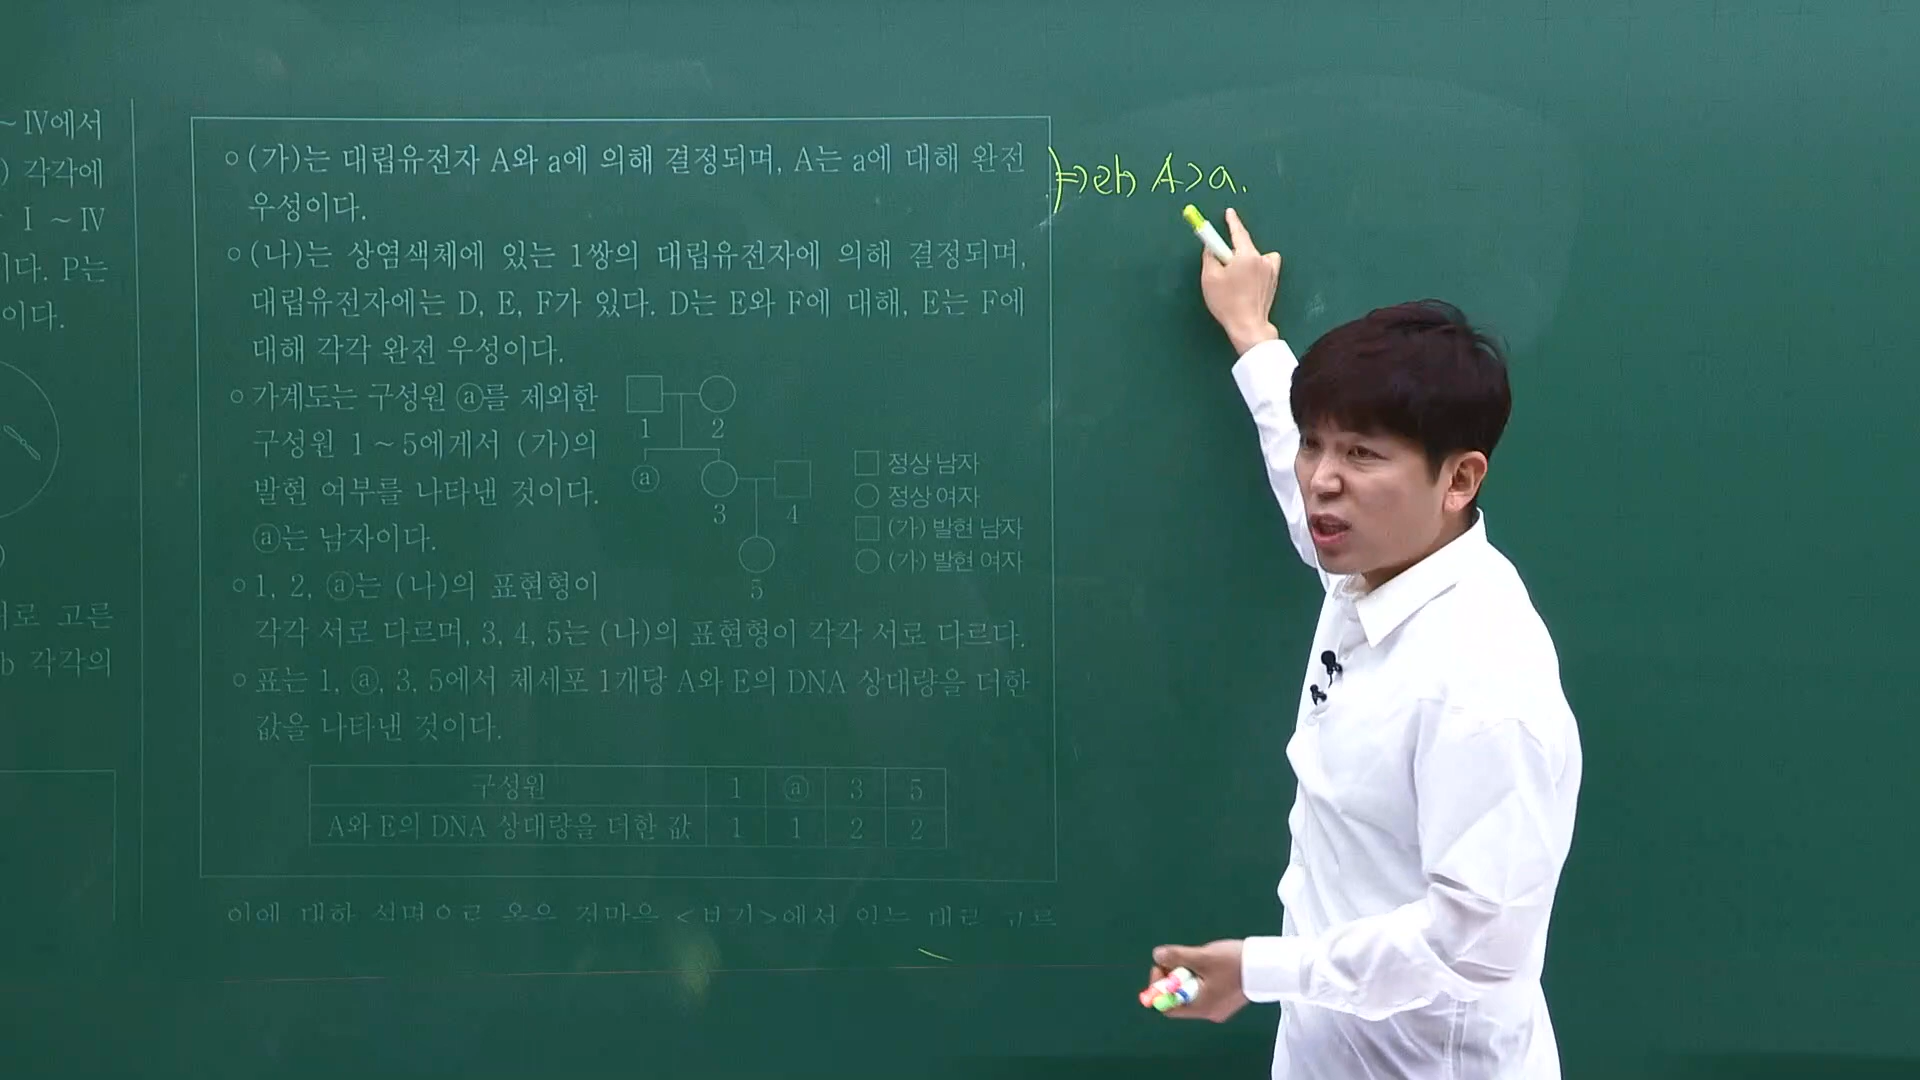 ~Ⅳ에서
) 각각에
Ⅰ ~ Ⅳ
이다. P는
이다.
로 고른
b 각각의
○ (가)는 대립유전자 A와 a에 의해 결정되며, A는 a에 대해 완전
우성이다.
○ (나)는 상염색체에 있는 1쌍의 대립유전자에 의해 결정되며,
대립유전자에는 D, E, F가 있다. D는 E와 F에 대해, E는 F에
대해 각각 완전 우성이다.
○ 가계도는 구성원 ⓐ를 제외한
구성원 1 ~ 5에게서 (가)의
발현 여부를 나타낸 것이다.
ⓐ는 남자이다.
1 2
ⓐ 3 4
5
정상 남자
정상 여자
(가) 발현 남자
(가) 발현 여자
○ 1, 2, ⓐ는 (나)의 표현형이
각각 서로 다르며, 3, 4, 5는 (나)의 표현형이 각각 서로 다르다.
○ 표는 1, ⓐ, 3, 5에서 체세포 1개당 A와 E의 DNA 상대량을 더한
값을 나타낸 것이다.
구성원 1 ⓐ 3 5
A와 E의 DNA 상대량을 더한 값 1 1 2 2
이에 대한 설명으로 옳은 것만을 <보기>에서 있는 대로 고른
A>a.